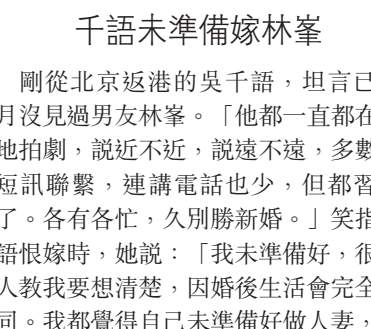 千語未準備嫁林峯
剛從北京返港的吳千語，坦言已
月沒見過男友林峯。「他都一直都在
地拍劇，說近不近，說遠不遠，多數
短訊聯繫，連講電話也少，但都習
了。各有各忙，久別勝新婚。」笑指
語恨嫁時，她說：「我未準備好，很
人教我要想清楚，因婚後生活會完全
同。我都覺得自己未準備好做人妻，